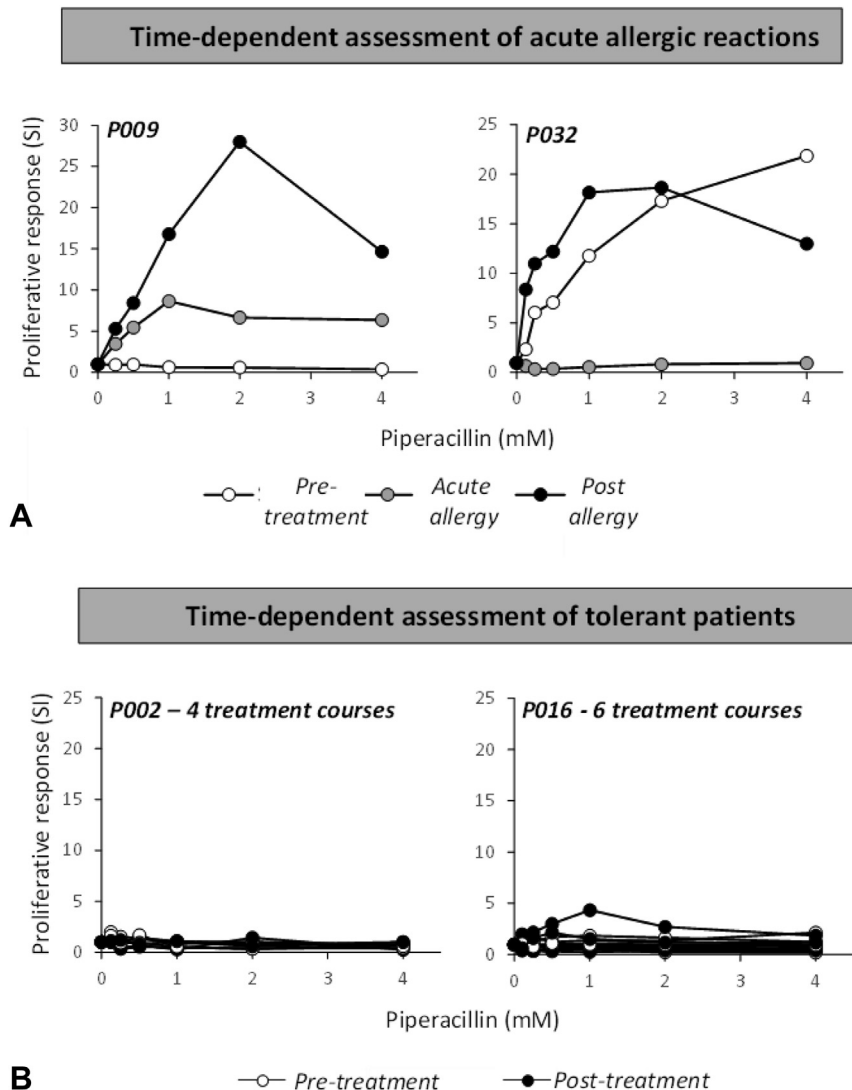 Time-dependent assessment of acute allergic reactions
P009
P032
Proliferative response (SI)
30
25
20
15
10
5
0
0
1
2
3
4
25
20
15
10
5
0
0
1
2
3
4
Piperacillin (mM)
Pre-
treatment
Acute
allergy
Post
allergy
A
Time-dependent assessment of tolerant patients
P002 – 4 treatment courses
P016 - 6 treatment courses
Proliferative response (SI)
25
20
15
10
5
0
0
1
2
3
4
25
20
15
10
5
0
0
1
2
3
4
Piperacillin (mM)
B
Pre-treatment
Post-treatment